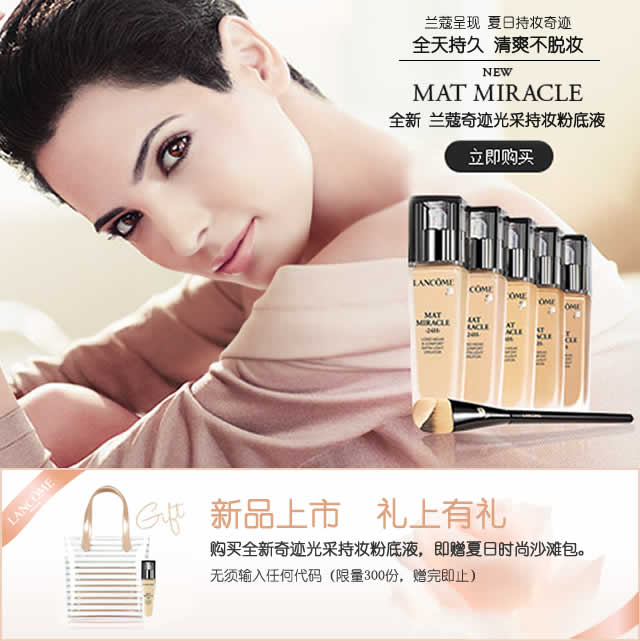 兰蔻呈现 夏日持妆奇迹
全天持久 清爽不脱妆
NEW
MAT MIRACLE
全新 兰蔻奇迹光采持妆粉底液
立即购买
LANCÔME
MAT
MIRACLE
-24H-
LANCOME
Gift
新品上市 礼上有礼
购买全新奇迹光采持妆粉底液，即赠夏日时尚沙滩包。
无须输入任何代码（限量300份，赠完即止）